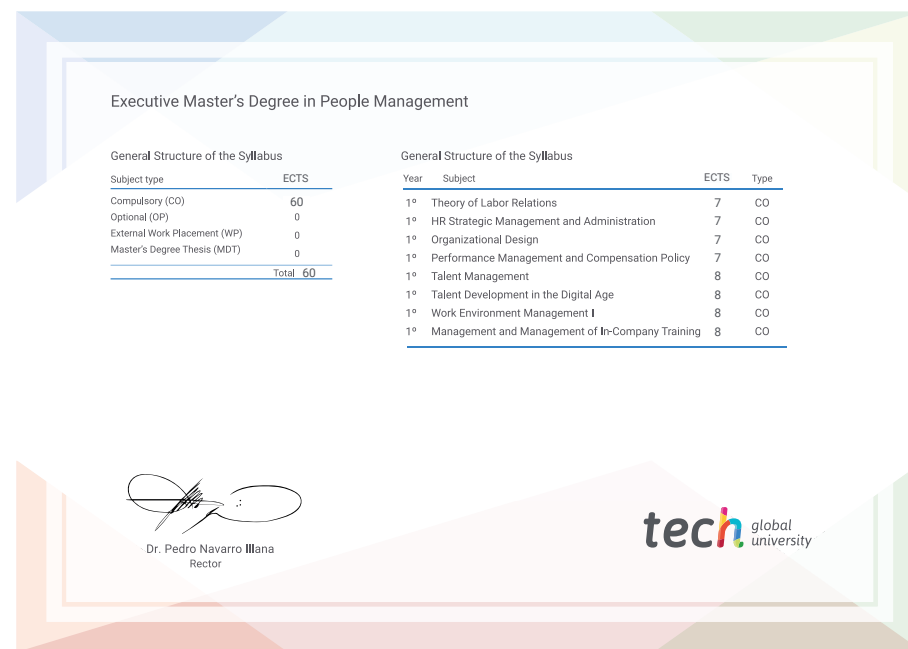 Executive Master's Degree in People Management
General Structure of the Syllabus
Subject type ECTS
Compulsory (CO) 60
Optional (OP) 0
External Work Placement (WP) 0
Master's Degree Thesis (MDT) 0
Total 60
General Structure of the Syllabus
Year Subject ECTS Type
1º Theory of Labor Relations 7 CO
1º HR Strategic Management and Administration 7 CO
1º Organizational Design 7 CO
1º Performance Management and Compensation Policy 7 CO
1º Talent Management 8 CO
1º Talent Development in the Digital Age 8 CO
1º Work Environment Management I 8 CO
1º Management and Management of In-Company Training 8 CO
Dr. Pedro Navarro Illana
Rector
tech global
university